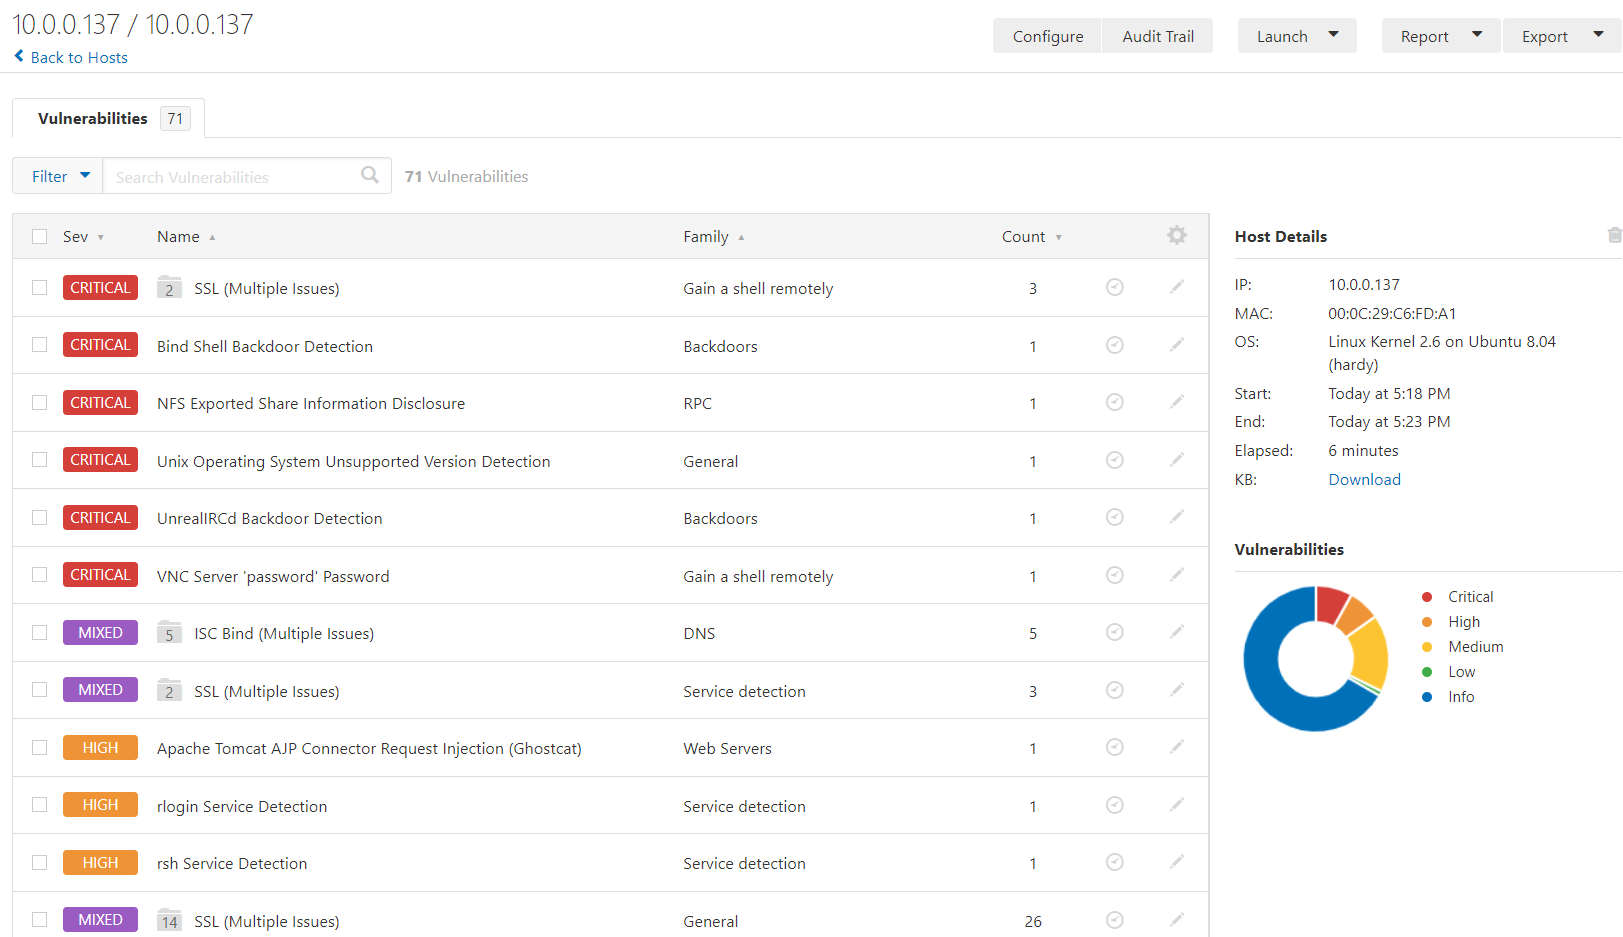 10.0.0.137 / 10.0.0.137
Back to Hosts
Configure Audit Trail Launch Report Export
Vulnerabilities 71
Filter Search Vulnerabilities 71 Vulnerabilities
Sev Name Family Count
CRITICAL 2 SSL (Multiple Issues) Gain a shell remotely 3
CRITICAL Bind Shell Backdoor Detection Backdoors 1
CRITICAL NFS Exported Share Information Disclosure RPC 1
CRITICAL Unix Operating System Unsupported Version Detection General 1
CRITICAL UnrealIRCd Backdoor Detection Backdoors 1
CRITICAL VNC Server 'password' Password Gain a shell remotely 1
MIXED 5 ISC Bind (Multiple Issues) DNS 5
MIXED 2 SSL (Multiple Issues) Service detection 3
HIGH Apache Tomcat AJP Connector Request Injection (Ghostcat) Web Servers 1
HIGH rlogin Service Detection Service detection 1
HIGH rsh Service Detection Service detection 1
MIXED 14 SSL (Multiple Issues) General 26
Host Details
IP: 10.0.0.137
MAC: 00:0C:29:C6:FD:A1
OS: Linux Kernel 2.6 on Ubuntu 8.04
(hardy)
Start: Today at 5:18 PM
End: Today at 5:23 PM
Elapsed: 6 minutes
KB: Download
Vulnerabilities
Critical
High
Medium
Low
Info